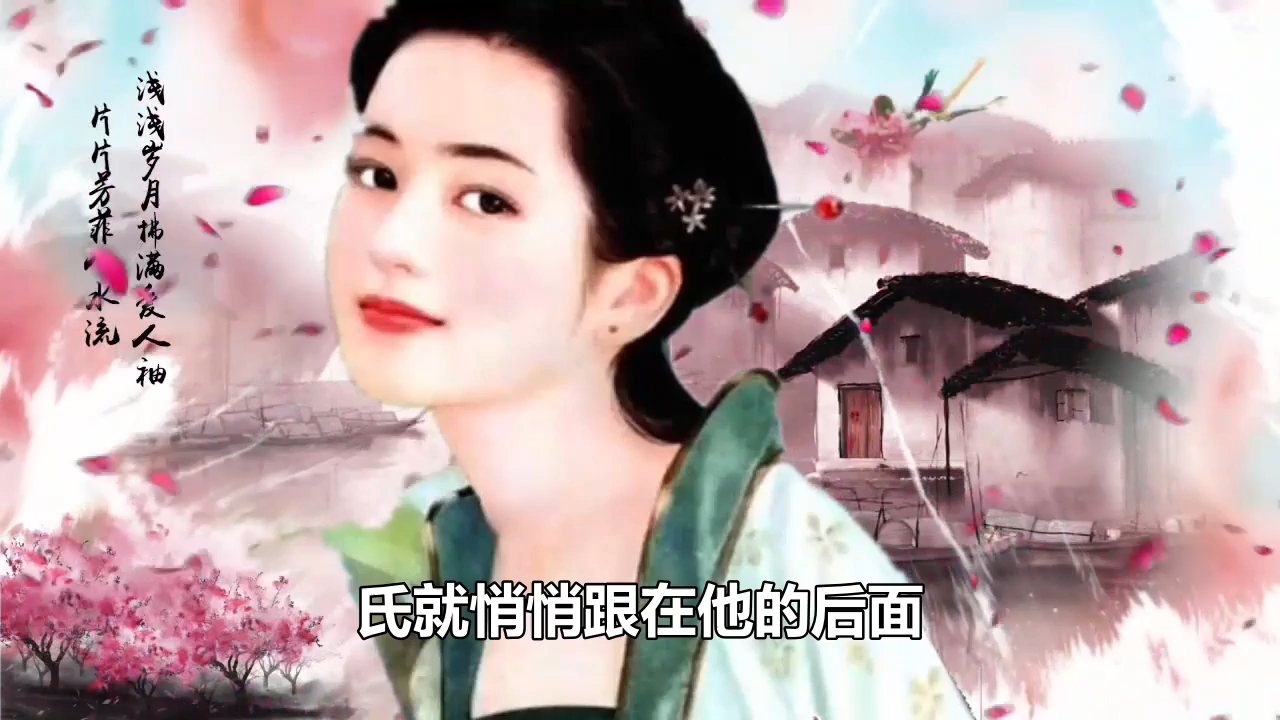 浅浅岁月拂满爱人袖
片片芳菲入水流
氏就悄悄跟在他的后面